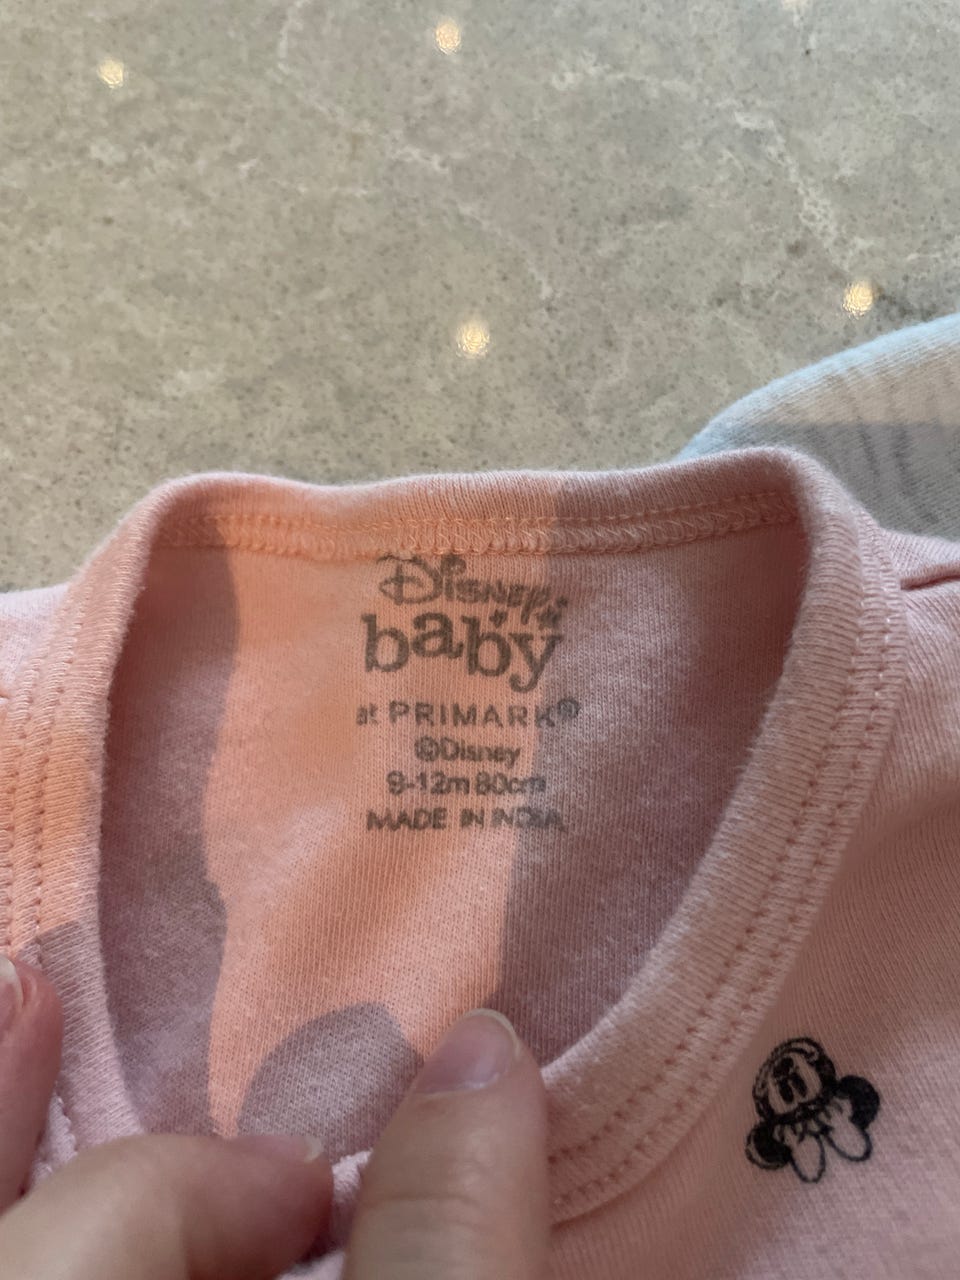 Disney
baby
at PRIMARK®
©Disney
9-12m 80cm
MADE IN INDIA